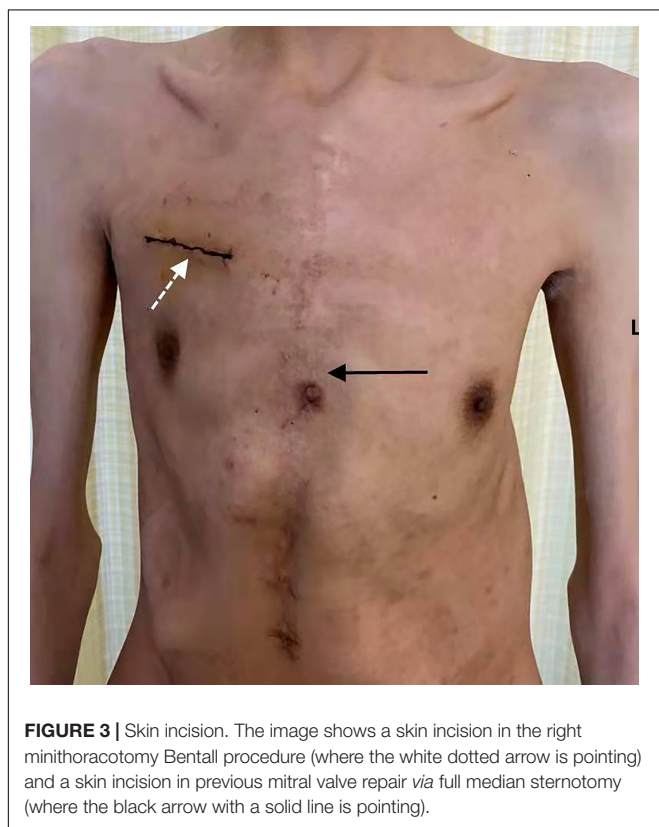 L
FIGURE 3 | Skin incision. The image shows a skin incision in the right
minithoracotomy Bentall procedure (where the white dotted arrow is pointing)
and a skin incision in previous mitral valve repair via full median sternotomy
(where the black arrow with a solid line is pointing).